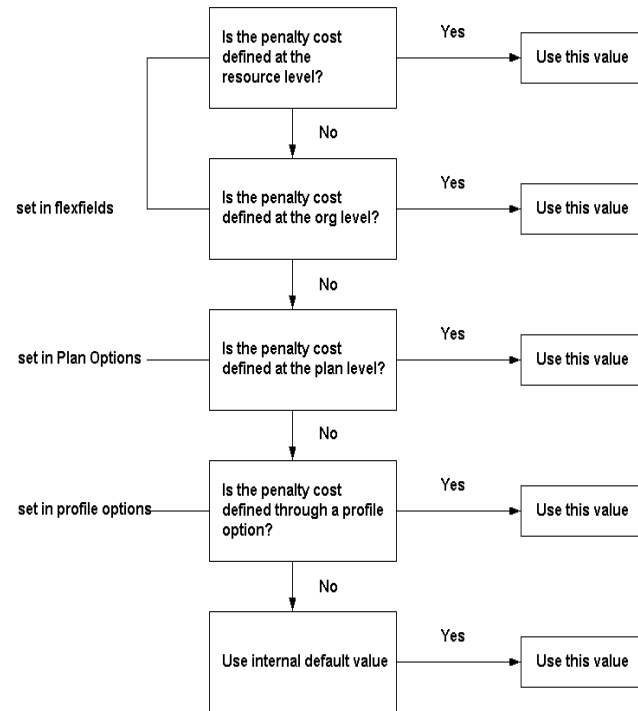 Is the penalty cost
defined at the
resource level?
Yes
Use this value
No
set in flexfields
Is the penalty cost
defined at the org level?
Yes
Use this value
No
set in Plan Options
Is the penalty cost
defined at the plan level?
Yes
Use this value
No
set in profile options
Is the penalty cost
defined through a profile
option?
Yes
Use this value
No
Use internal default value
Yes
Use this value